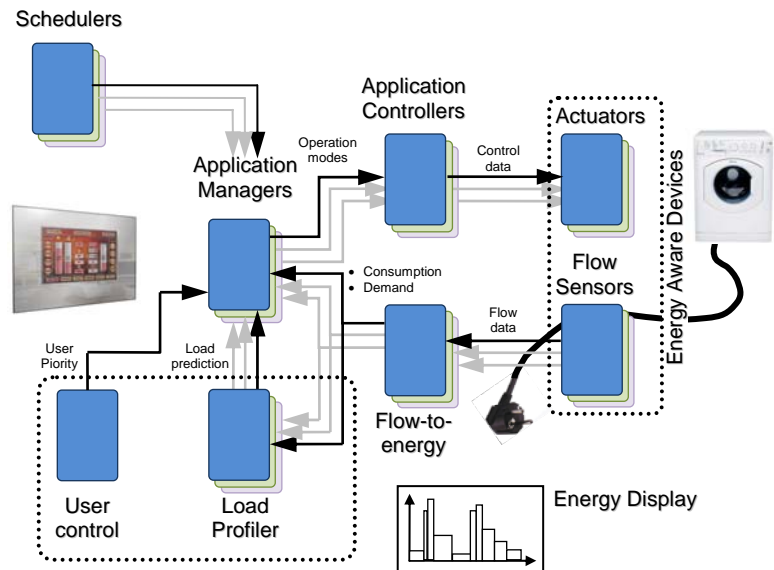 Schedulers
Application
Controllers
Actuators
Operation
modes
Control
data
Application
Managers
Energy Aware Devices
• Consumption
• Demand
Flow
Sensors
Flow
data
User
Piority
Load
prediction
Flow-to-
energy
User
control
Load
Profiler
Energy Display